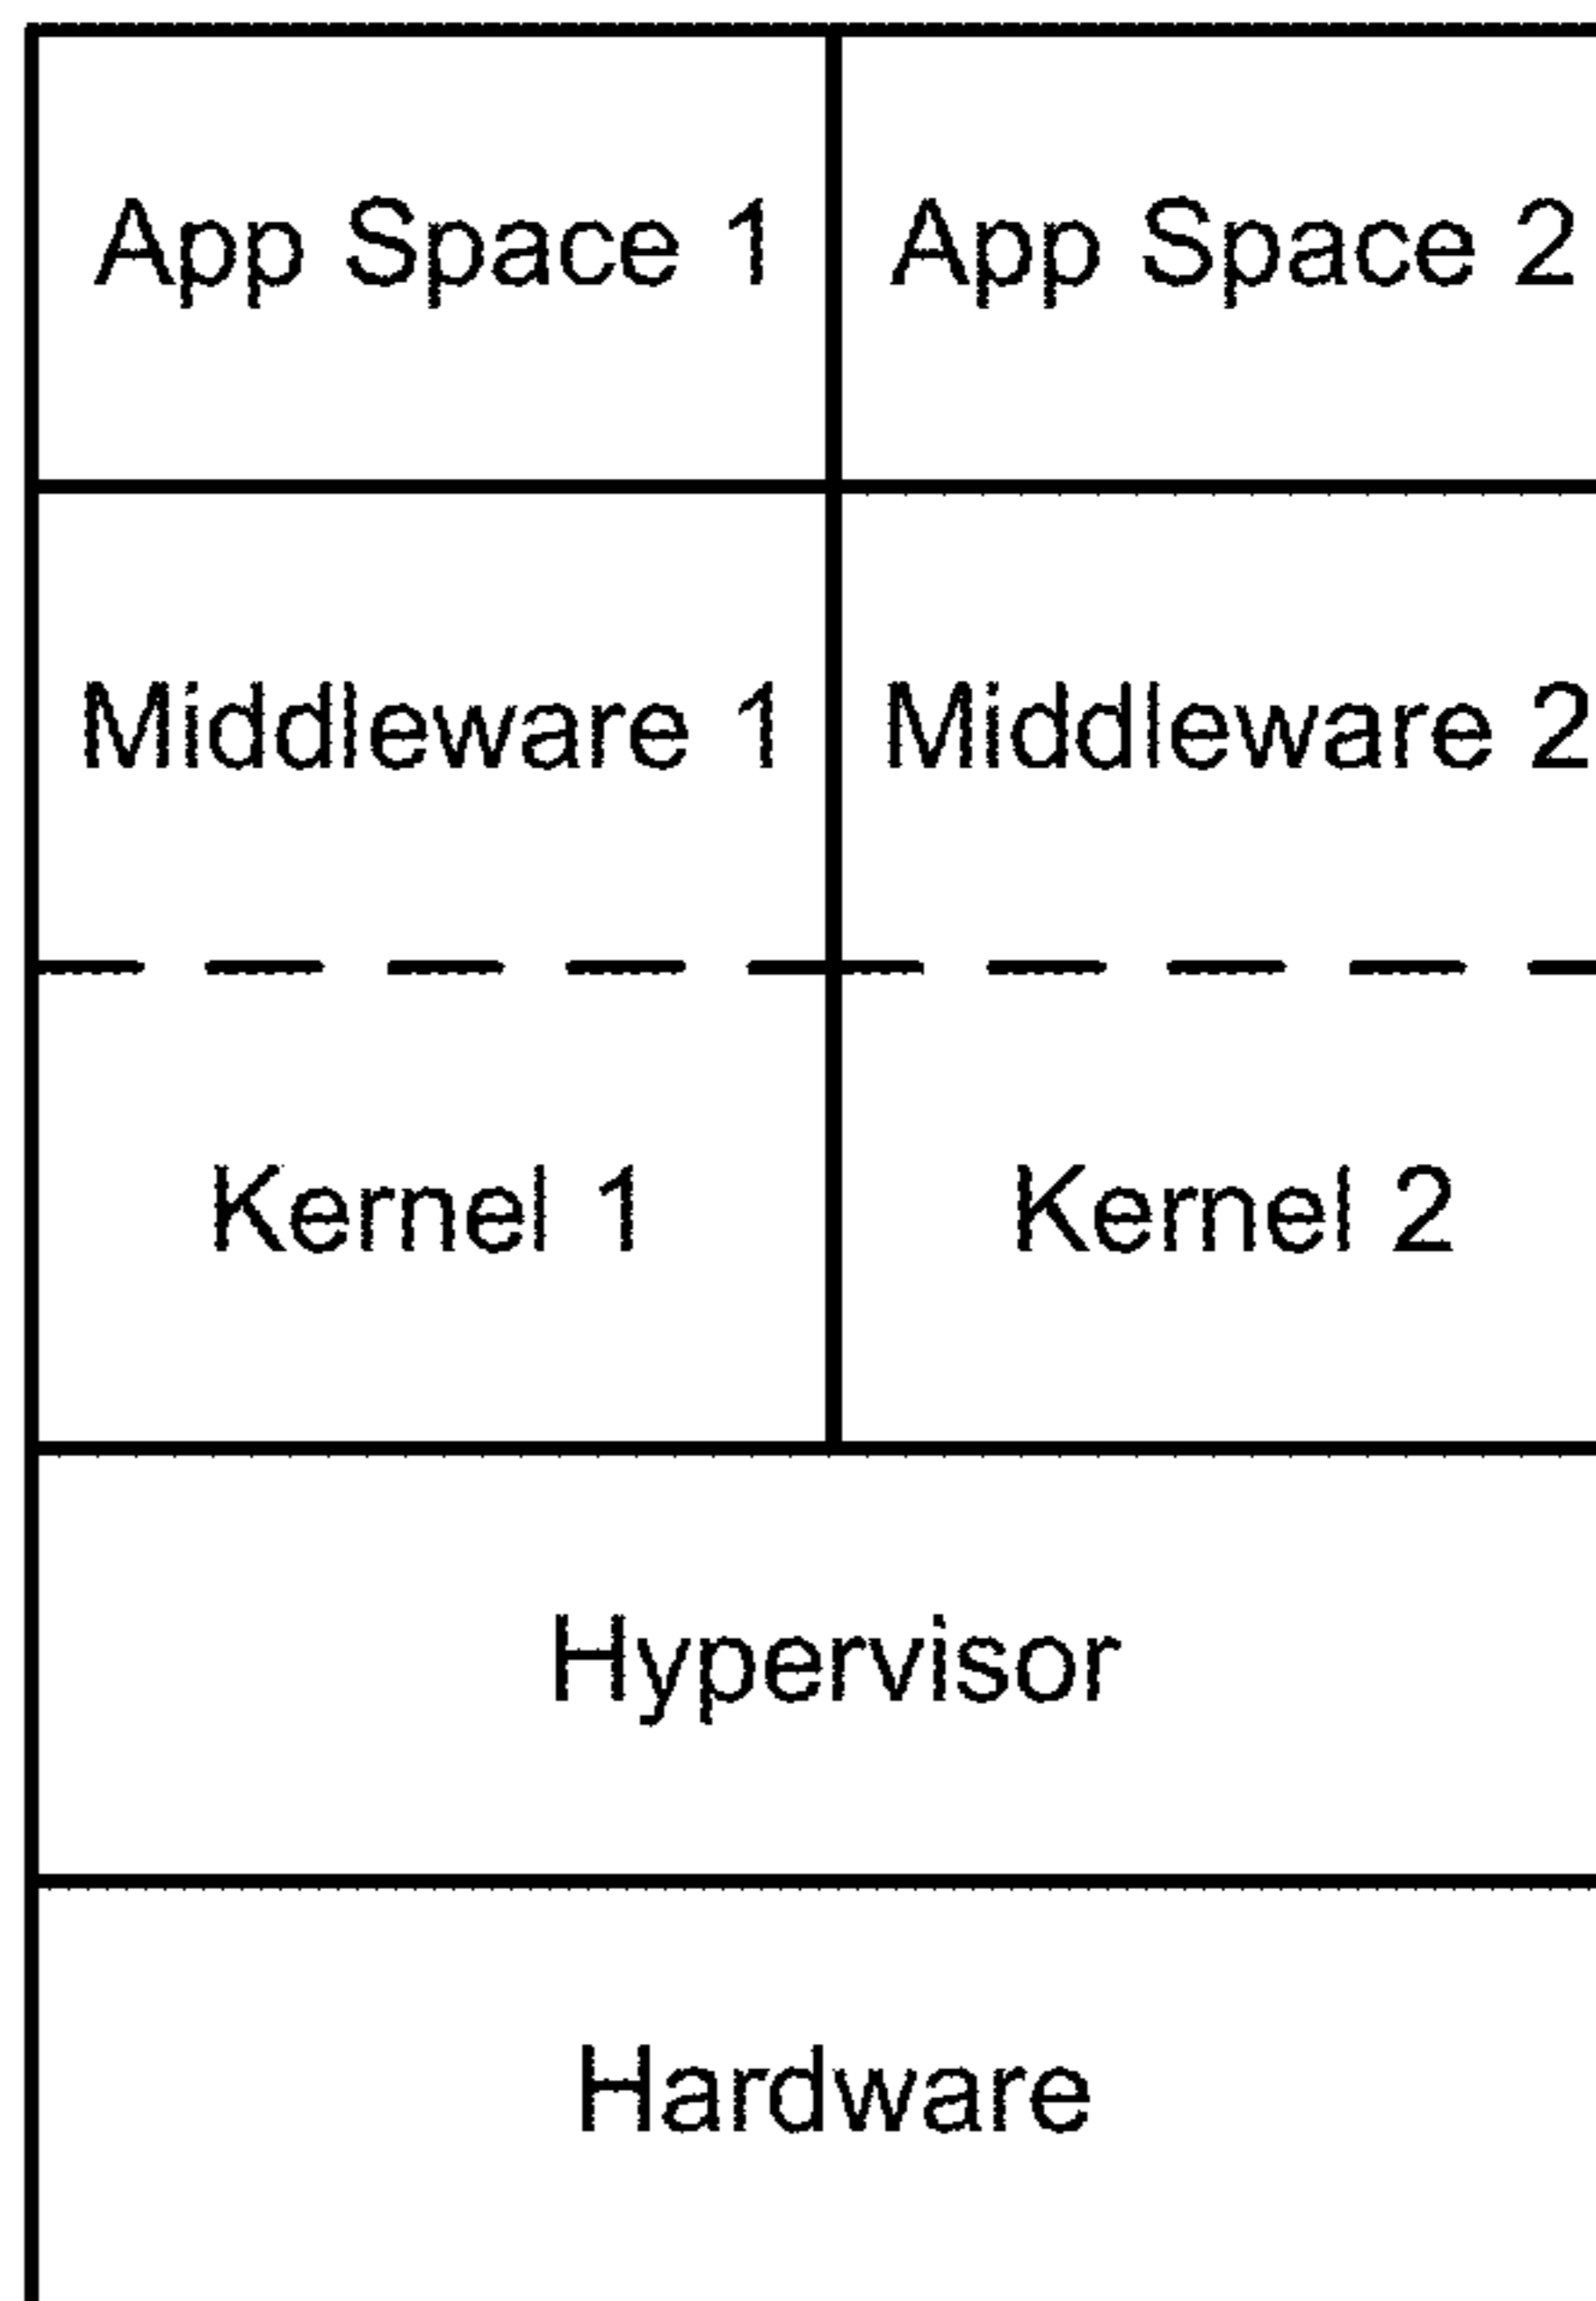 App Space 1 App Space 2
Middleware 1 Middleware 2
Kernel 1 Kernel 2
Hypervisor
Hardware